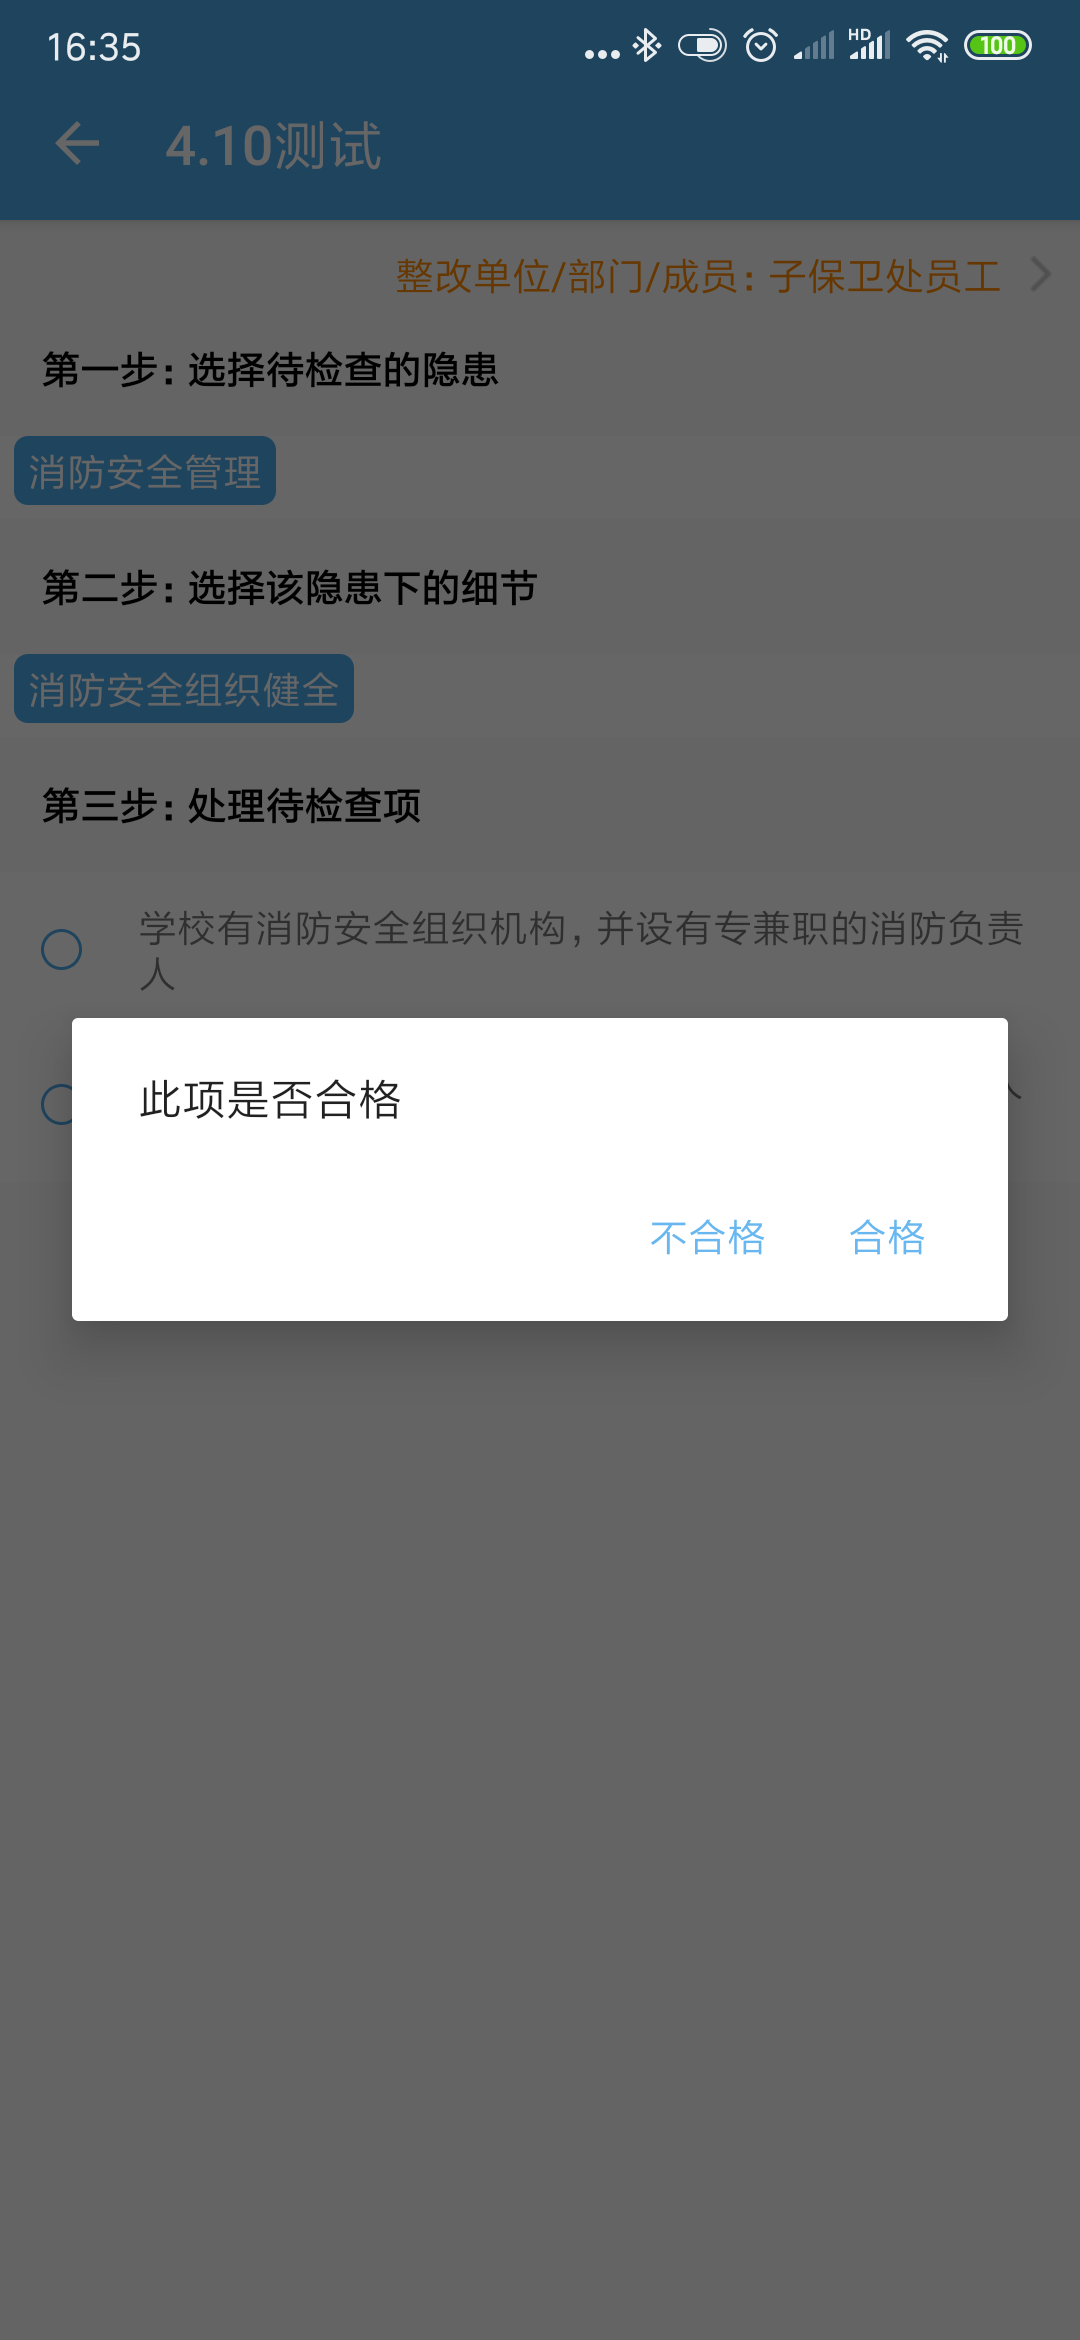 16:35
HD
100
4.10测试
整改单位/部门/成员: 子保卫处员工
第一步: 选择待检查的隐患
消防安全管理
第二步: 选择该隐患下的细节
消防安全组织健全
第三步: 处理待检查项
学校有消防安全组织机构, 并设有专兼职的消防负责
人
此项是否合格
不合格
合格